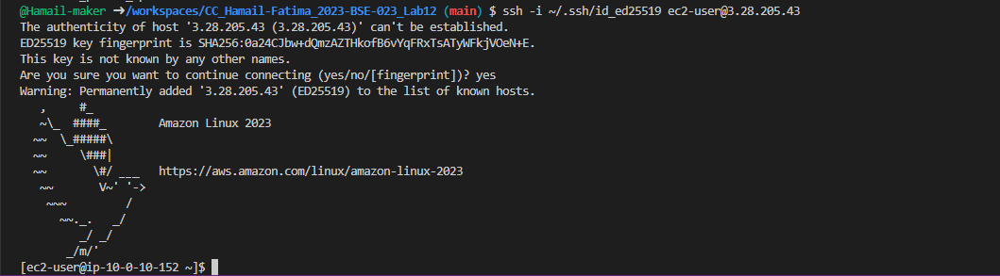 @Hamail-maker ➜/workspaces/CC_Hamail-Fatima_2023-BSE-023_Lab12 (main) $ ssh -i ~/.ssh/id_ed25519 ec2-user@3.28.205.43
The authenticity of host '3.28.205.43 (3.28.205.43)' can't be established.
ED25519 key fingerprint is SHA256:0a24CJbw+dQmzAZTHkofB6vYqFRxTsATyWFkjVOeN+E.
This key is not known by any other names.
Are you sure you want to continue connecting (yes/no/[fingerprint])? yes
Warning: Permanently added '3.28.205.43' (ED25519) to the list of known hosts.
   ,     #_
   ~\_  ####_        Amazon Linux 2023
  ~~  \_#####\
  ~~     \###|
  ~~       \#/ ___   https://aws.amazon.com/linux/amazon-linux-2023
   ~~       V~' '->
    ~~~         /
      ~~._.   _/
         _/ _/
       _/m/'
[ec2-user@ip-10-0-10-152 ~]$